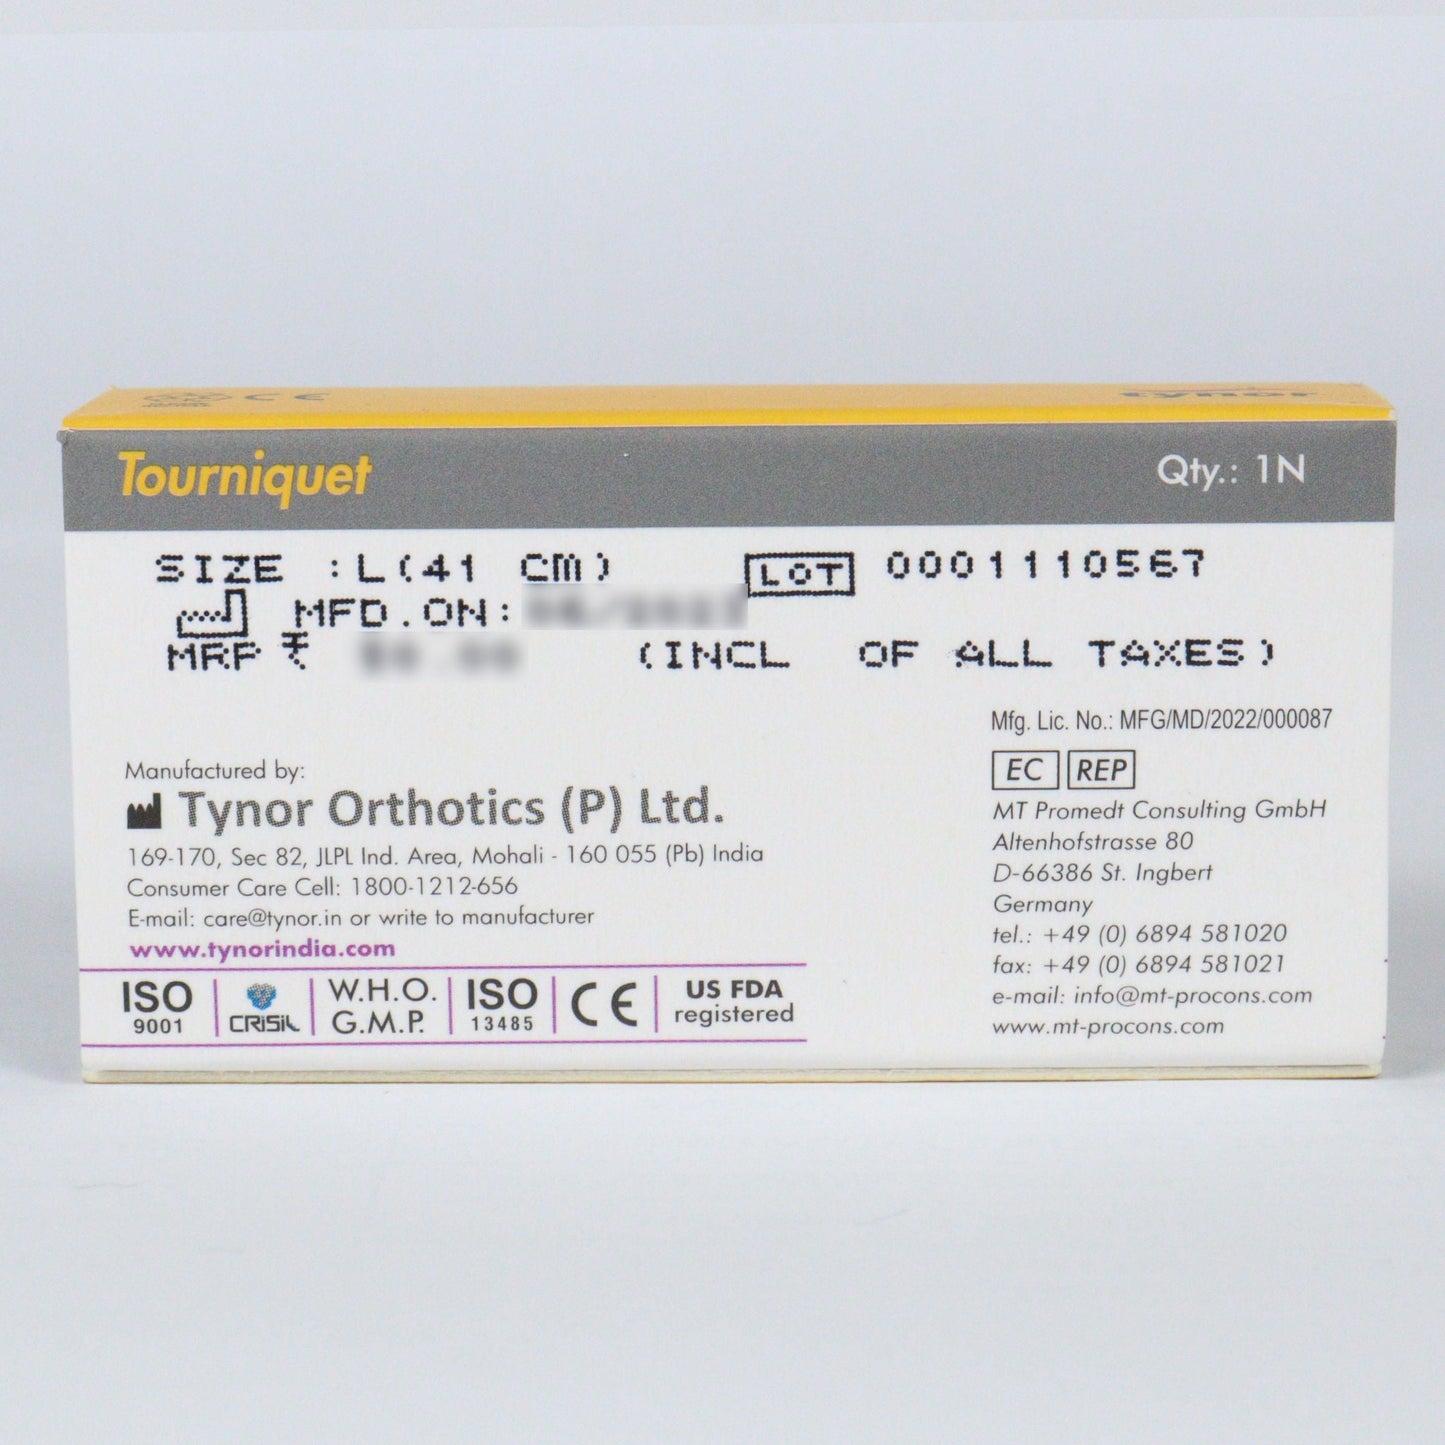 tynor
Tourniquet
Qty.: 1N
SIZE :L(41 CM)
LOT 0001110567
MFD.ON:
MRP ₹ (INCL OF ALL TAXES)
Mfg. Lic. No.: MFG/MD/2022/000087
EC REP
MT Promedt Consulting GmbH
Altenhofstrasse 80
D-66386 St. Ingbert
Germany
tel.: +49 (0) 6894 581020
fax: +49 (0) 6894 581021
e-mail: info@mt-procons.com
www.mt-procons.com
Manufactured by:
Tynor Orthotics (P) Ltd.
169-170, Sec 82, JLPL Ind. Area, Mohali - 160 055 (Pb) India
Consumer Care Cell: 1800-1212-656
E-mail: care@tynor.in or write to manufacturer
www.tynorindia.com
ISO 9001
CRISIL
W.H.O.
G.M.P.
ISO 13485
CE
US FDA
registered